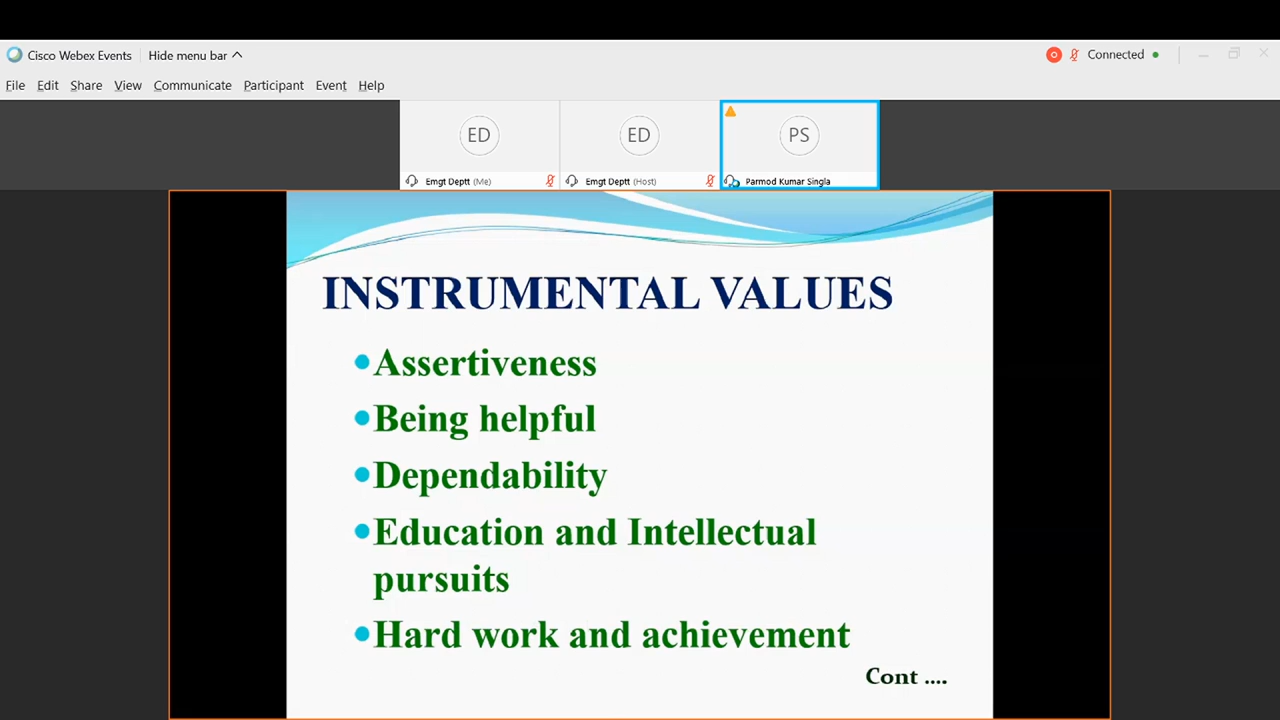 Cisco Webex Events Hide menu bar Connected
File Edit Share View Communicate Participant Event Help
ED ED PS
Emgt Deptt (Me) Emgt Deptt (Host) Parmod Kumar Singla
INSTRUMENTAL VALUES
•Assertiveness
•Being helpful
•Dependability
•Education and Intellectual
pursuits
•Hard work and achievement
Cont ....